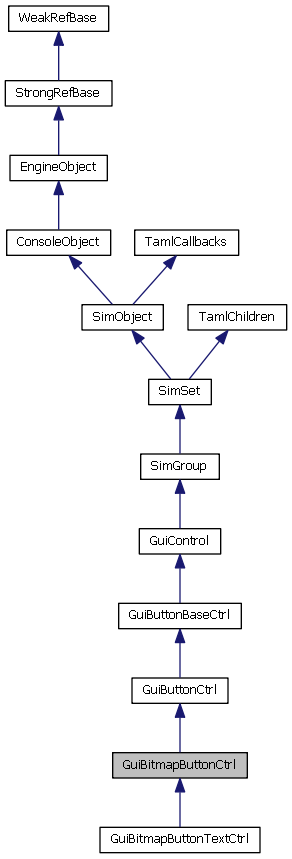 WeakRefBase
StrongRefBase
EngineObject
ConsoleObject
TamlCallbacks
SimObject
TamlChildren
SimSet
SimGroup
GuiControl
GuiButtonBaseCtrl
GuiButtonCtrl
GuiBitmapButtonCtrl
GuiBitmapButtonTextCtrl